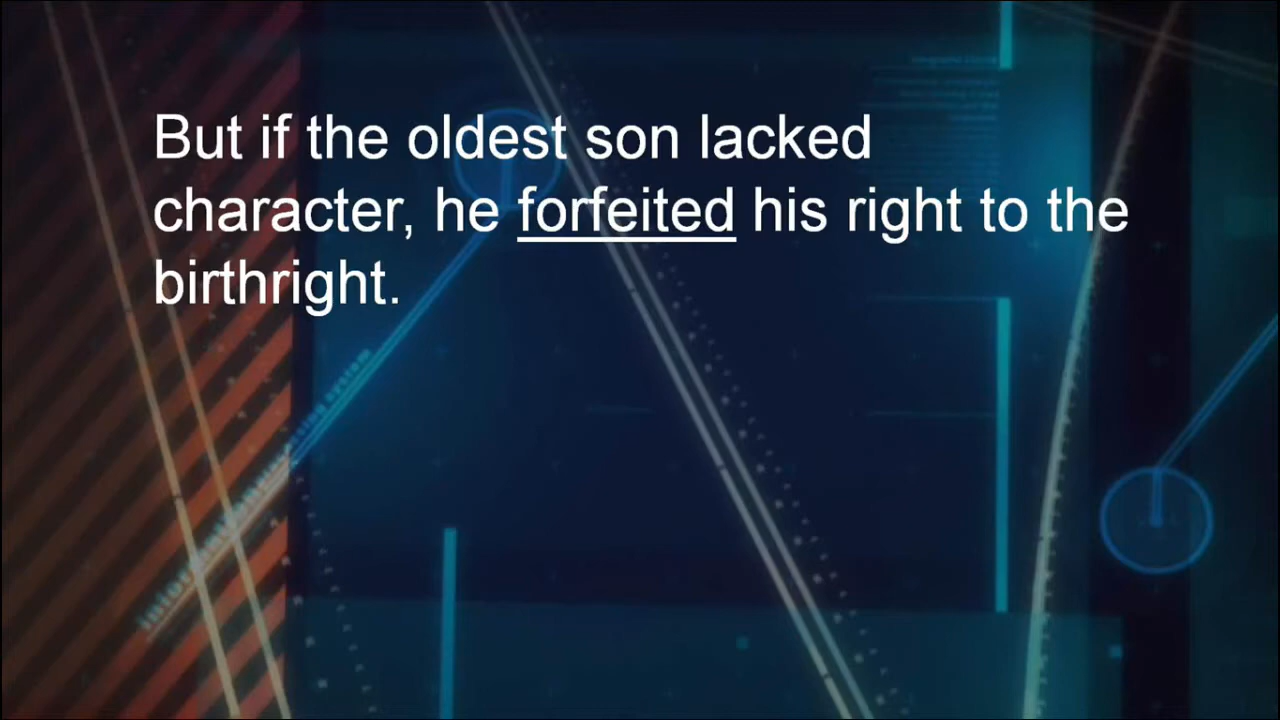 But if the oldest son lacked
character, he forfeited his right to the
birthright.